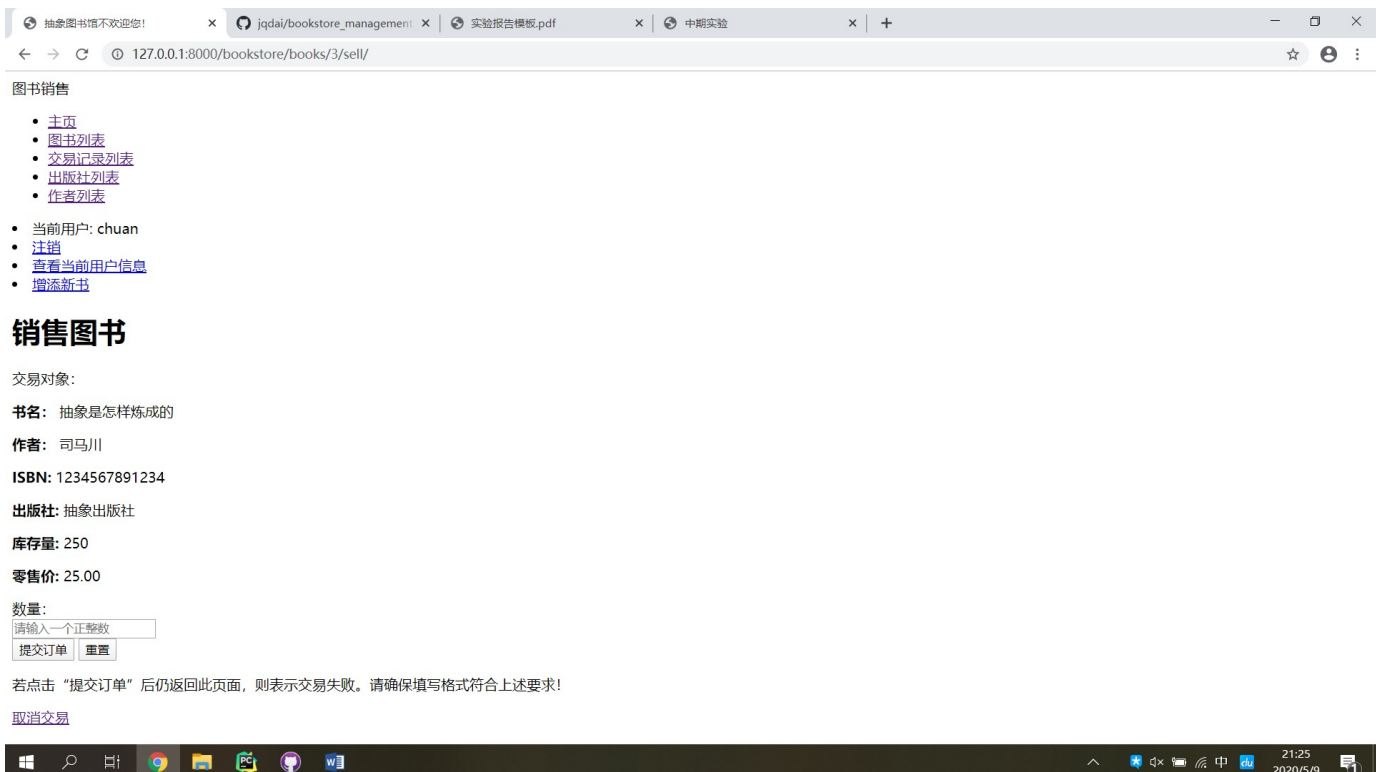 抽象图书馆不欢迎您!
jqdai/bookstore_management
实验报告模板.pdf
中期实验
127.0.0.1:8000/bookstore/books/3/sell/
图书销售
主页
图书列表
交易记录列表
出版社列表
作者列表
当前用户: chuan
注销
查看当前用户信息
增添新书
销售图书
交易对象：
书名： 抽象是怎样炼成的
作者： 司马川
ISBN: 1234567891234
出版社: 抽象出版社
库存量: 250
零售价: 25.00
数量：
请输入一个正整数
提交订单 重置
若点击“提交订单”后仍返回此页面，则表示交易失败。请确保填写格式符合上述要求！
取消交易
中 du 21:25
2020/5/9